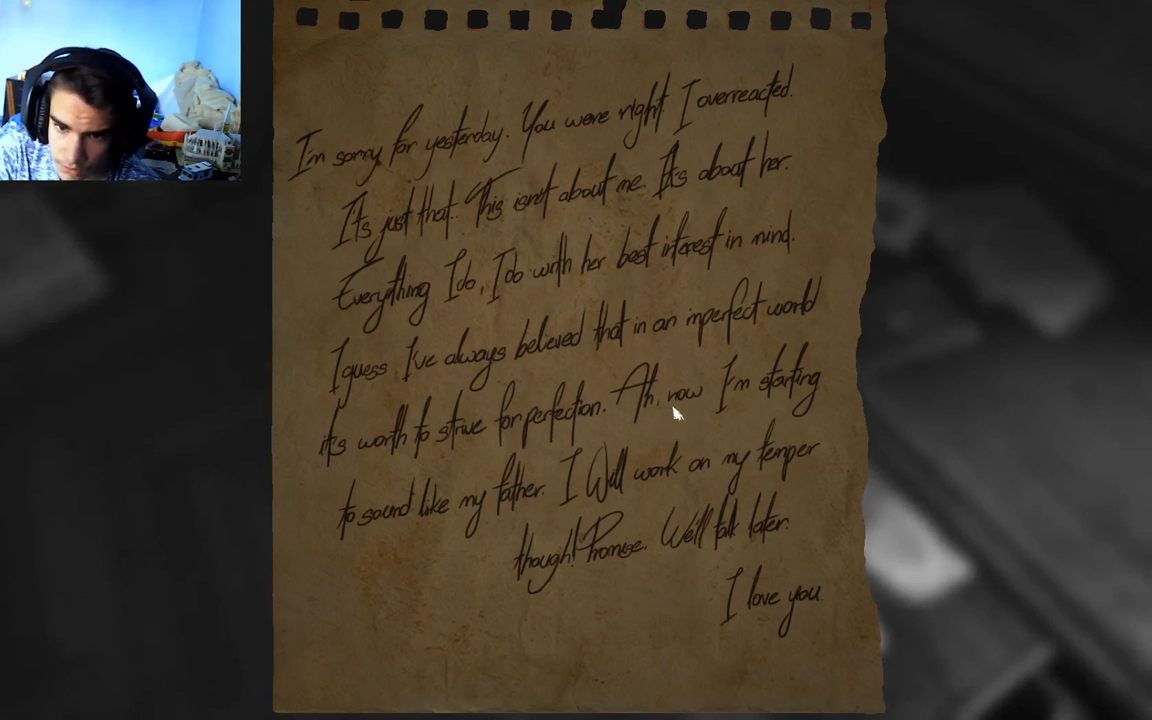 I'm sorry for yesterday. You were right. I overreacted.
It's just that.. This isn't about me. It's about her.
Everything I do, I do with her best interest in mind.
I guess I've always believed that in an imperfect world
it's worth to strive for perfection. Ah, now I'm starting
to sound like my father. I Will work on my temper
though! Promise. We'll talk later.
I love you.